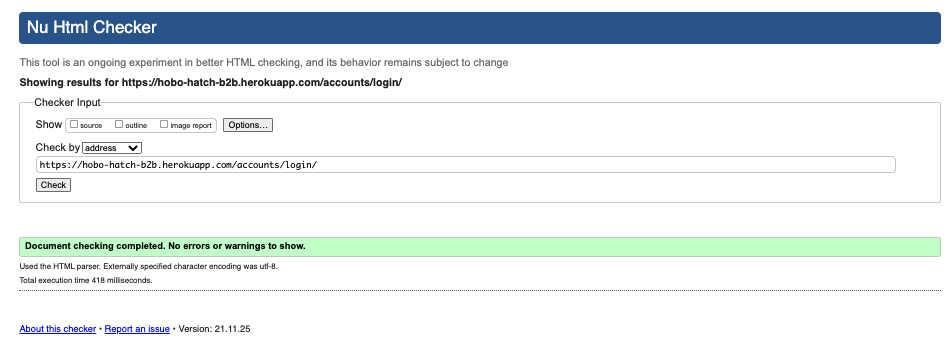 Nu Html Checker
This tool is an ongoing experiment in better HTML checking, and its behavior remains subject to change
Showing results for https://hobo-hatch-b2b.herokuapp.com/accounts/login/
Checker Input
Show source outline image report Options...
Check by address
https://hobo-hatch-b2b.herokuapp.com/accounts/login/
Check
Document checking completed. No errors or warnings to show.
Used the HTML parser. Externally specified character encoding was utf-8.
Total execution time 418 milliseconds.
About this checker • Report an issue • Version: 21.11.25